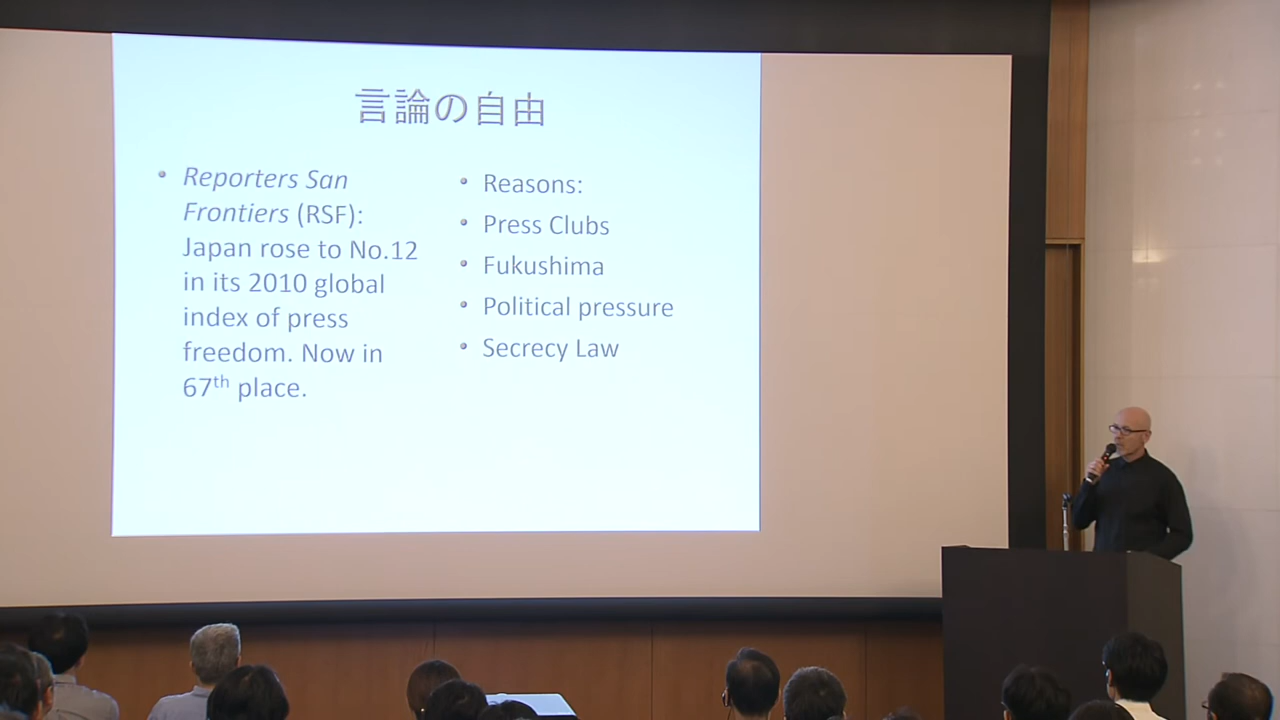 言論の自由
• Reporters San
Frontiers (RSF):
Japan rose to No.12
in its 2010 global
index of press
freedom. Now in
67th place.
• Reasons:
• Press Clubs
• Fukushima
• Political pressure
• Secrecy Law